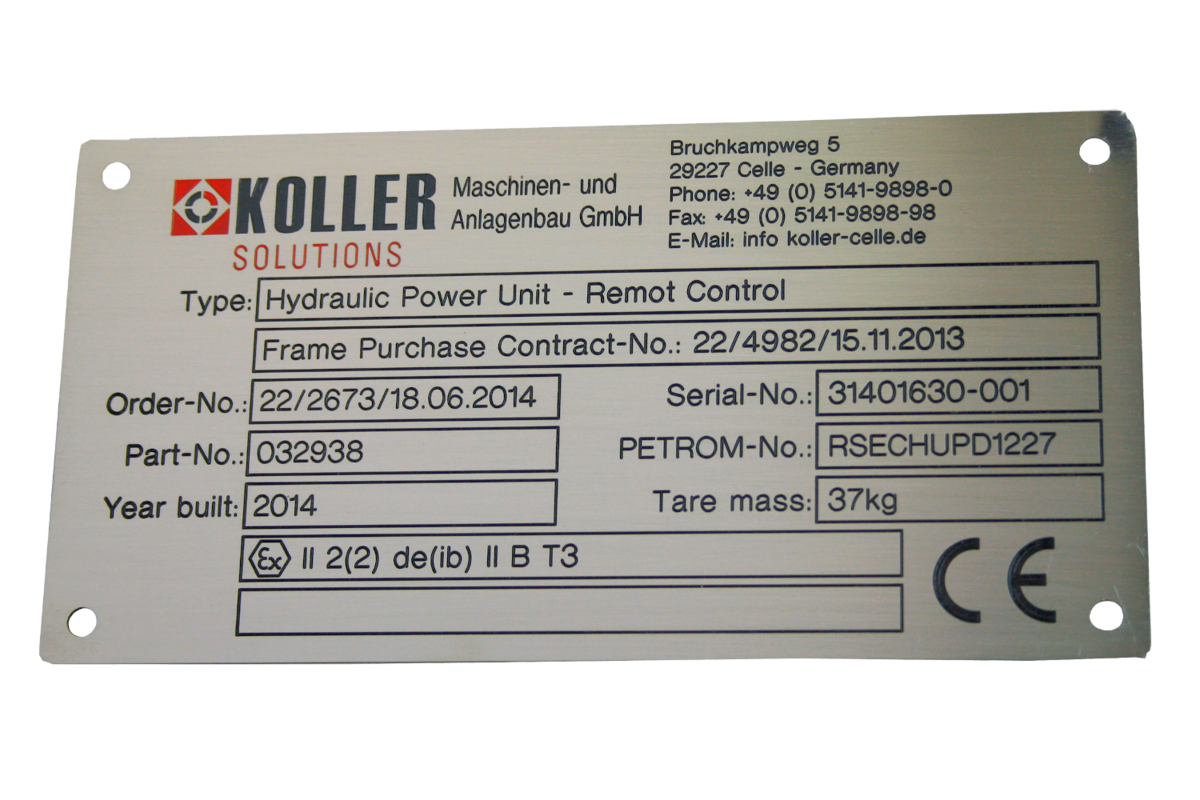 KOLLER
SOLUTIONS
Maschinen- und
Anlagenbau GmbH
Bruchkampweg 5
29227 Celle - Germany
Phone: +49 (0) 5141-9898-0
Fax: +49 (0) 5141-9898-98
E-Mail: info koller-celle.de
Type: Hydraulic Power Unit - Remot Control
Frame Purchase Contract-No.: 22/4982/15.11.2013
Order-No.: 22/2673/18.06.2014 Serial-No.: 31401630-001
Part-No.: 032938 PETROM-No.: RSECHUPD1227
Year built: 2014 Tare mass: 37kg
Ex II 2(2) de(ib) II B T3
CE